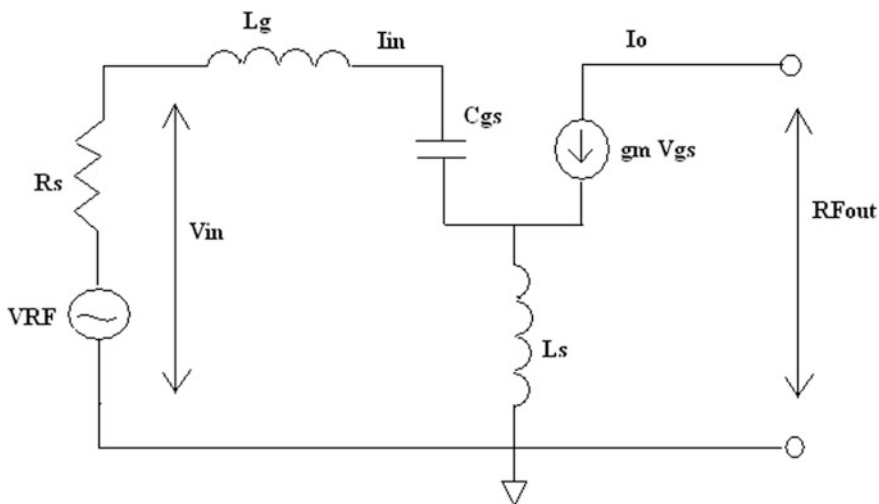 Lg
Iin
Io
Cgs
gm Vgs
Rs
Vin
RFout
VRF
Ls